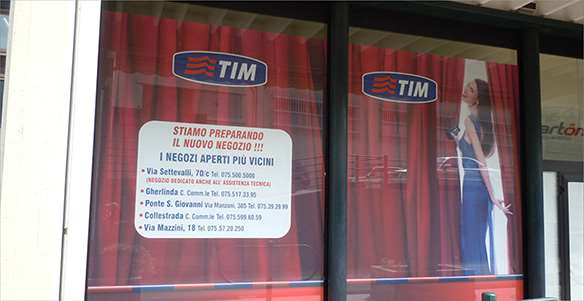 TIM
TIM
STIAMO PREPARANDO
IL NUOVO NEGOZIO !!!
I NEGOZI APERTI PIÙ VICINI
• Via Settevalli, 70/c Tel. 075.500.5000
(NEGOZIO DEDICATO ANCHE ALL' ASSISTENZA TECNICA)
• Gherlinda C. Comm.le Tel. 075.517.33.95
• Ponte S. Giovanni Via Manzoni, 305 Tel. 075.39.29.99
• Collestrada C. Comm.le Tel. 075.599.60.59
• Via Mazzini, 18 Tel. 075.57.20.250